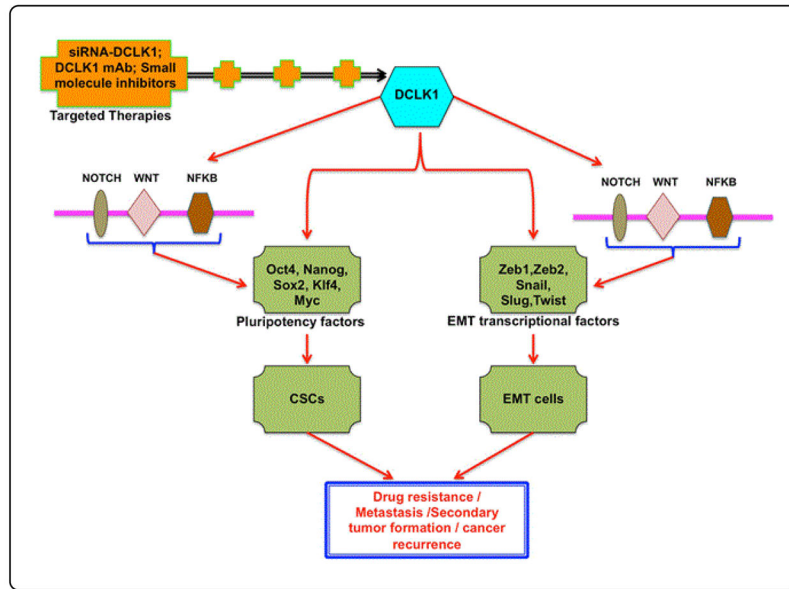 siRNA-DCLK1;
DCLK1 mAb; Small
molecule inhibitors
Targeted Therapies
DCLK1
NOTCH WNT NFKB
NOTCH WNT NFKB
Oct4, Nanog,
Sox2, Klf4,
Myc
Pluripotency factors
Zeb1,Zeb2,
Snail,
Slug,Twist
EMT transcriptional factors
CSCs
EMT cells
Drug resistance /
Metastasis /Secondary
tumor formation / cancer
recurrence